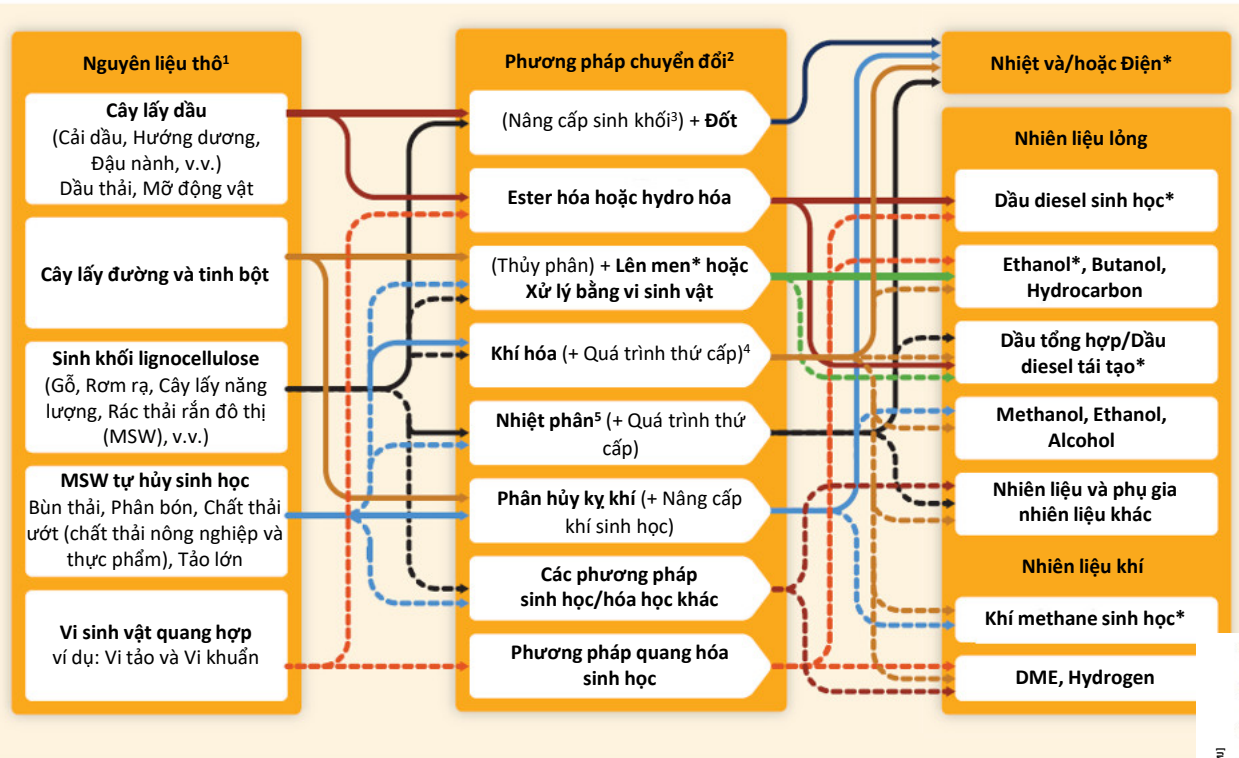 Nguyên liệu thô¹
Cây lấy dầu
(Cải dầu, Hướng dương,
Đậu nành, v.v.)
Dầu thải, Mỡ động vật
Cây lấy đường và tinh bột
Sinh khối lignocellulose
(Gỗ, Rơm rạ, Cây lấy năng
lượng, Rác thải rắn đô thị
(MSW), v.v.)
MSW tự hủy sinh học
Bùn thải, Phân bón, Chất thải
ướt (chất thải nông nghiệp và
thực phẩm), Tảo lớn
Vi sinh vật quang hợp
ví dụ: Vi tảo và Vi khuẩn
Phương pháp chuyển đổi²
(Nâng cấp sinh khối³) + Đốt
Ester hóa hoặc hydro hóa
(Thủy phân) + Lên men* hoặc
Xử lý bằng vi sinh vật
Khí hóa (+ Quá trình thứ cấp)⁴
Nhiệt phân⁵ (+ Quá trình thứ
cấp)
Phân hủy kỵ khí (+ Nâng cấp
khí sinh học)
Các phương pháp
sinh học/hóa học khác
Phương pháp quang hóa
sinh học
Nhiệt và/hoặc Điện*
Nhiên liệu lỏng
Dầu diesel sinh học*
Ethanol*, Butanol,
Hydrocarbon
Dầu tổng hợp/Dầu
diesel tái tạo*
Methanol, Ethanol,
Alcohol
Nhiên liệu và phụ gia
nhiên liệu khác
Nhiên liệu khí
Khí methane sinh học*
DME, Hydrogen